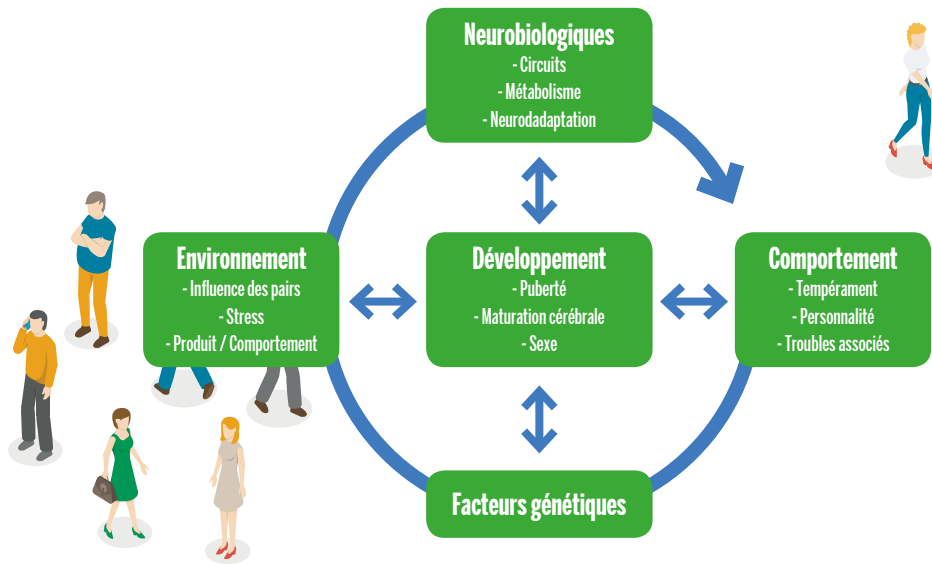 Neurobiologiques
- Circuits
- Métabolisme
- Neurodadaptation
Environnement
- Influence des pairs
- Stress
- Produit / Comportement
Développement
- Puberté
- Maturation cérébrale
- Sexe
Comportement
- Tempérament
- Personnalité
- Troubles associés
Facteurs génétiques